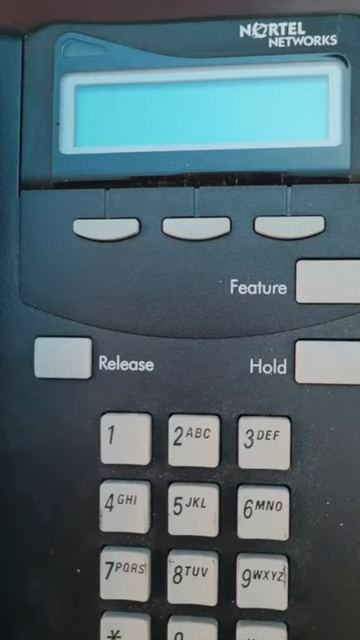 NORTEL
NETWORKS
Feature
Release
Hold
1 2ABC 3DEF
4GHI 5JKL 6MNO
7PQRS 8TUV 9WXYZ